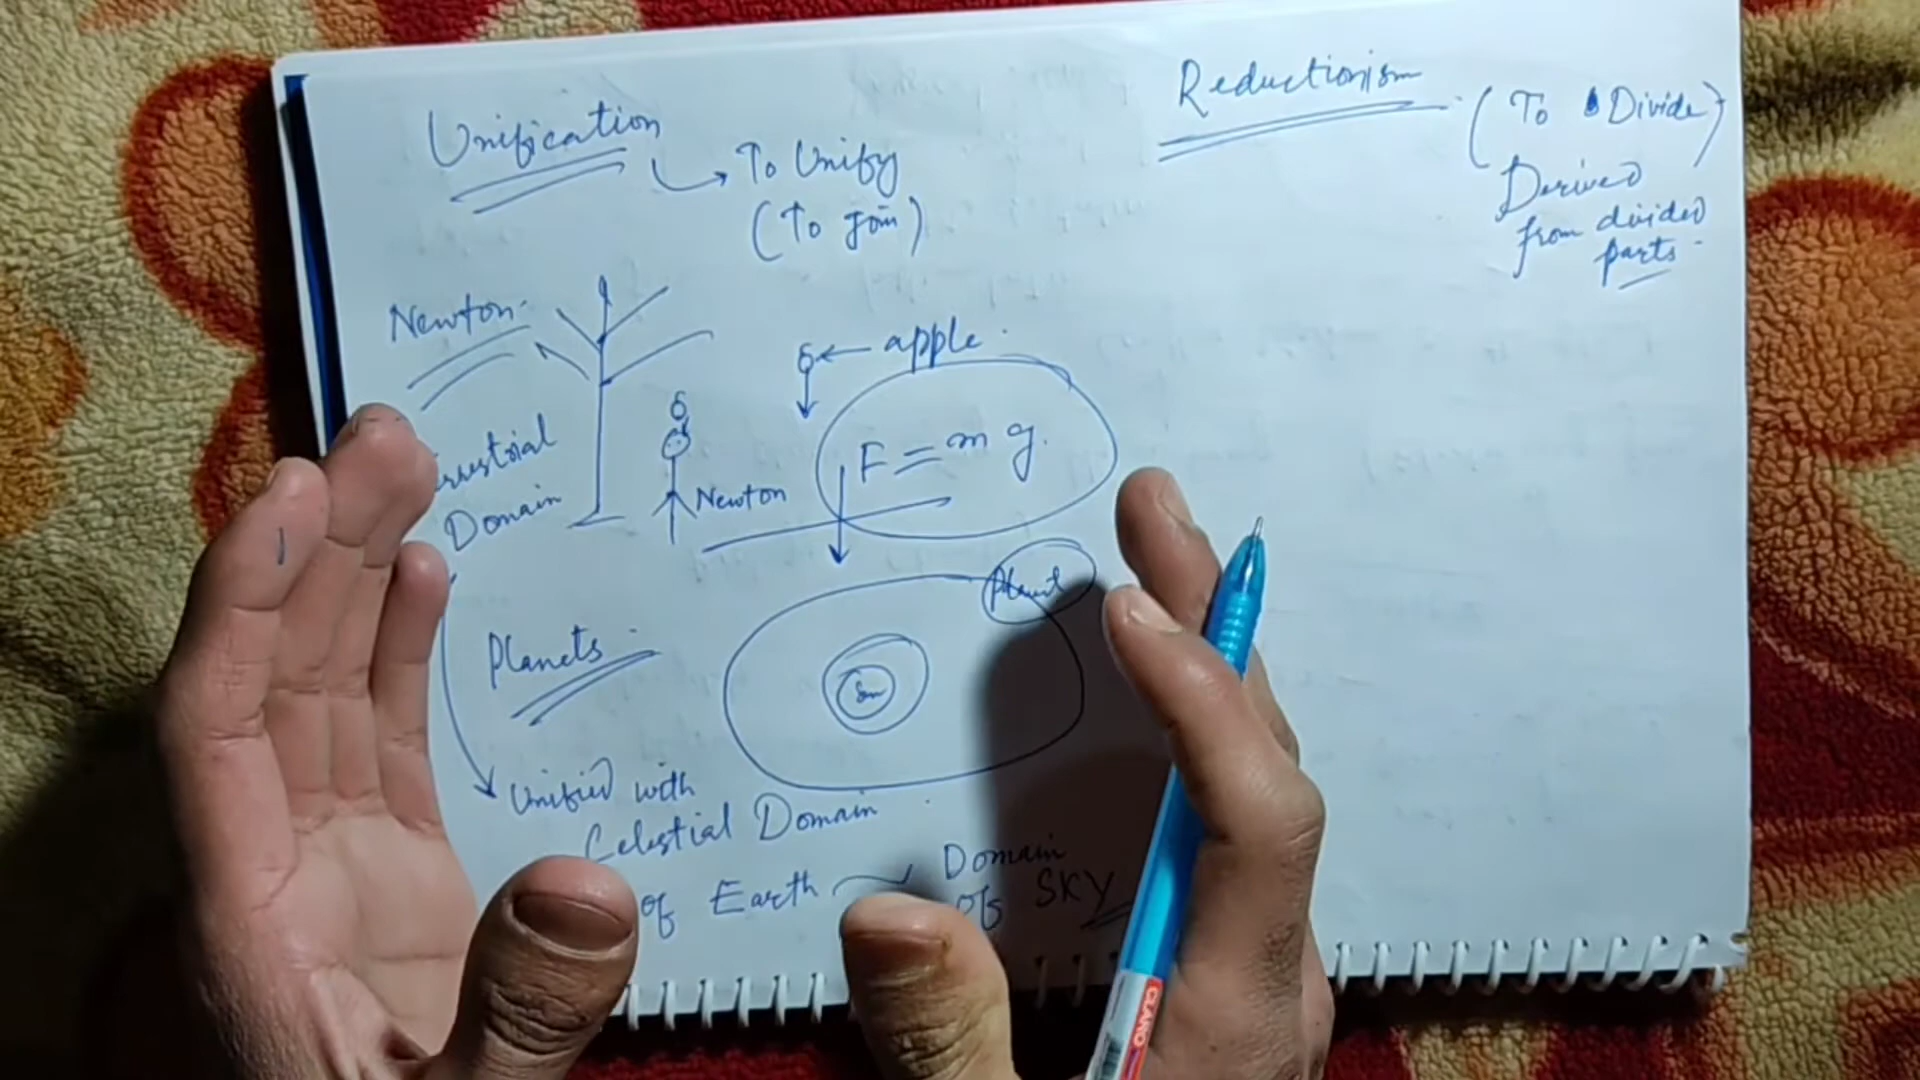 Unification
To Unify
(To join)
Reductionism
(To Divide)
Derived
from divided
parts.
Newton.
apple.
F = m g.
Newton
Domain
Planets.
Planet
Sun
Unified with
Celestial Domain
of Earth
Domain
of SKY